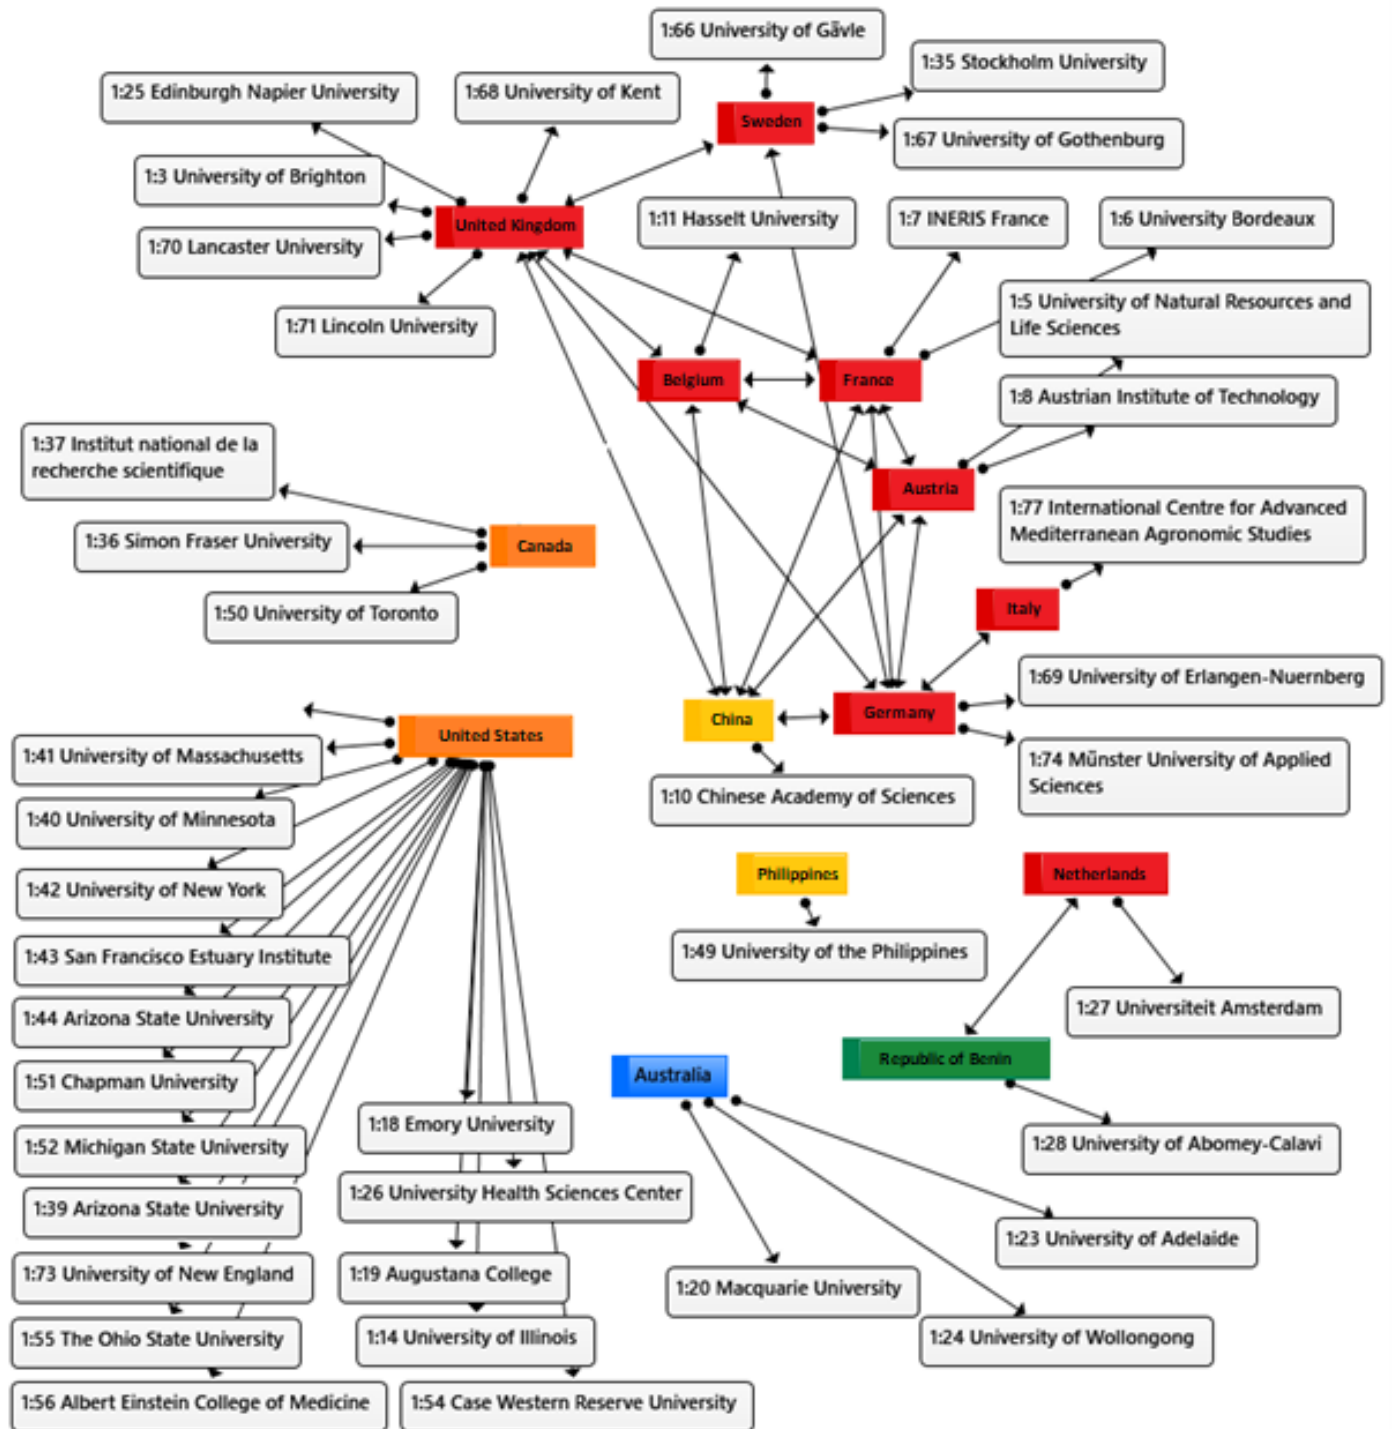 1:66 University of Gãvle
1:35 Stockholm University
1:25 Edinburgh Napier University
1:68 University of Kent
Sweden
1:67 University of Gothenburg
1:3 University of Brighton
United Kingdom
1:11 Hasselt University
1:7 INERIS France
1:6 University Bordeaux
1:70 Lancaster University
1:71 Lincoln University
1:5 University of Natural Resources and
Life Sciences
Belgium
France
1:8 Austrian Institute of Technology
1:37 Institut national de la
recherche scientifique
Austria
1:77 International Centre for Advanced
Mediterranean Agronomic Studies
1:36 Simon Fraser University
Canada
1:50 University of Toronto
Italy
1:69 University of Erlangen-Nuernberg
China
Germany
United States
1:41 University of Massachusetts
1:74 Műnster University of Applied
Sciences
1:10 Chinese Academy of Sciences
1:40 University of Minnesota
Philippines
Netherlands
1:42 University of New York
1:49 University of the Philippines
1:43 San Francisco Estuary Institute
1:27 Universiteit Amsterdam
1:44 Arizona State University
Republic of Benin
Australia
1:51 Chapman University
1:18 Emory University
1:28 University of Abomey-Calavi
1:52 Michigan State University
1:26 University Health Sciences Center
1:39 Arizona State University
1:23 University of Adelaide
1:73 University of New England
1:19 Augustana College
1:20 Macquarie University
1:55 The Ohio State University
1:14 University of Illinois
1:24 University of Wollongong
1:56 Albert Einstein College of Medicine
1:54 Case Western Reserve University